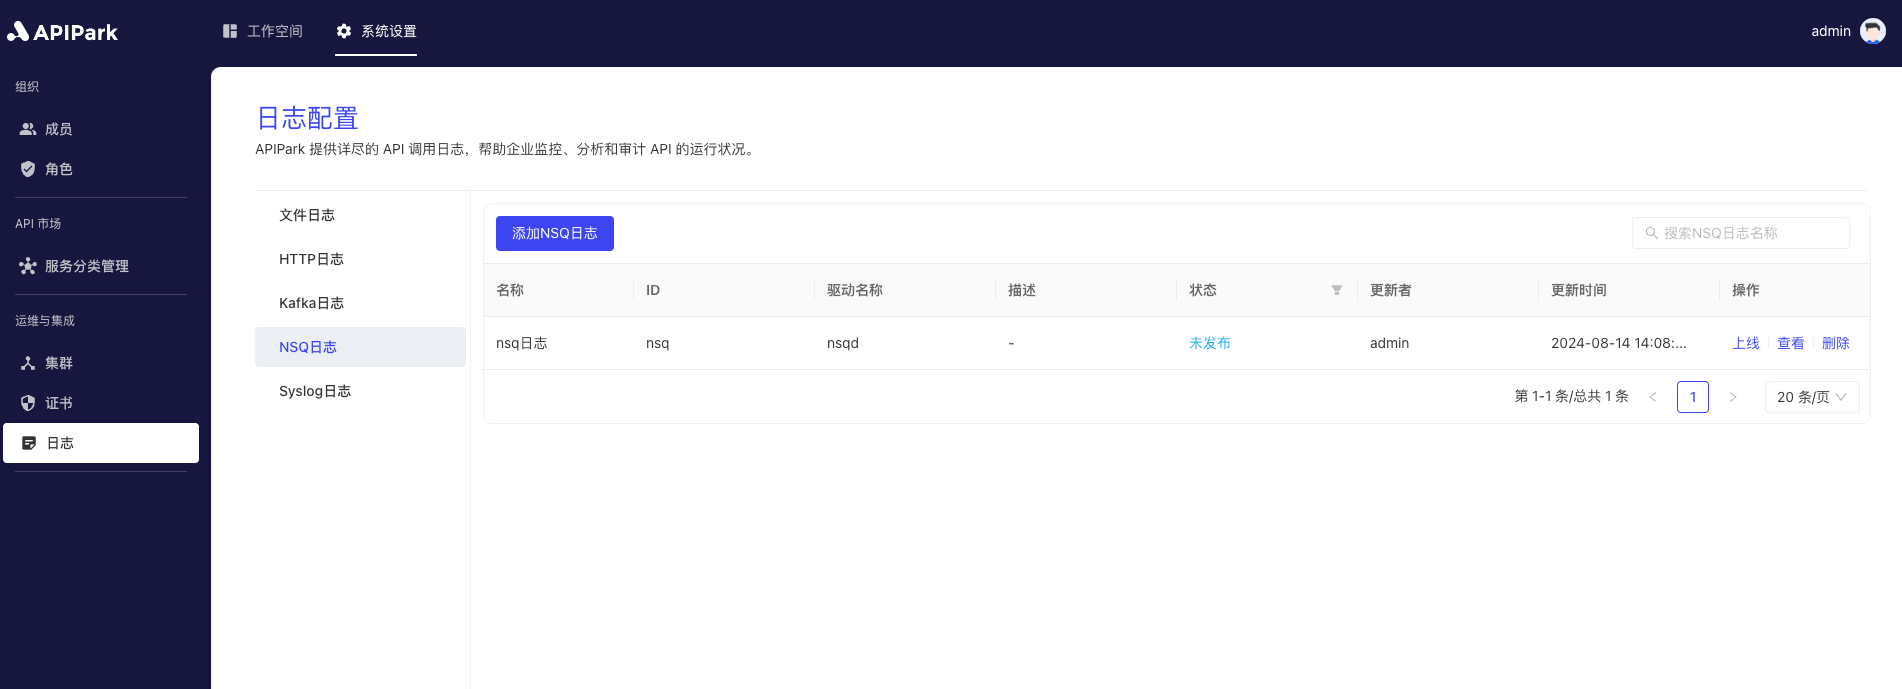 APIPark
工作空间
系统设置
admin
组织
成员
角色
API 市场
服务分类管理
运维与集成
集群
证书
日志
日志配置
APIPark 提供详尽的 API 调用日志，帮助企业监控、分析和审计 API 的运行状况。
文件日志
HTTP日志
Kafka日志
NSQ日志
Syslog日志
添加NSQ日志
搜索NSQ日志名称
名称 ID 驱动名称 描述 状态 更新者 更新时间 操作
nsq日志 nsq nsqd - 未发布 admin 2024-08-14 14:08:... 上线 查看 删除
第 1-1 条/总共 1 条 < 1 > 20 条/页